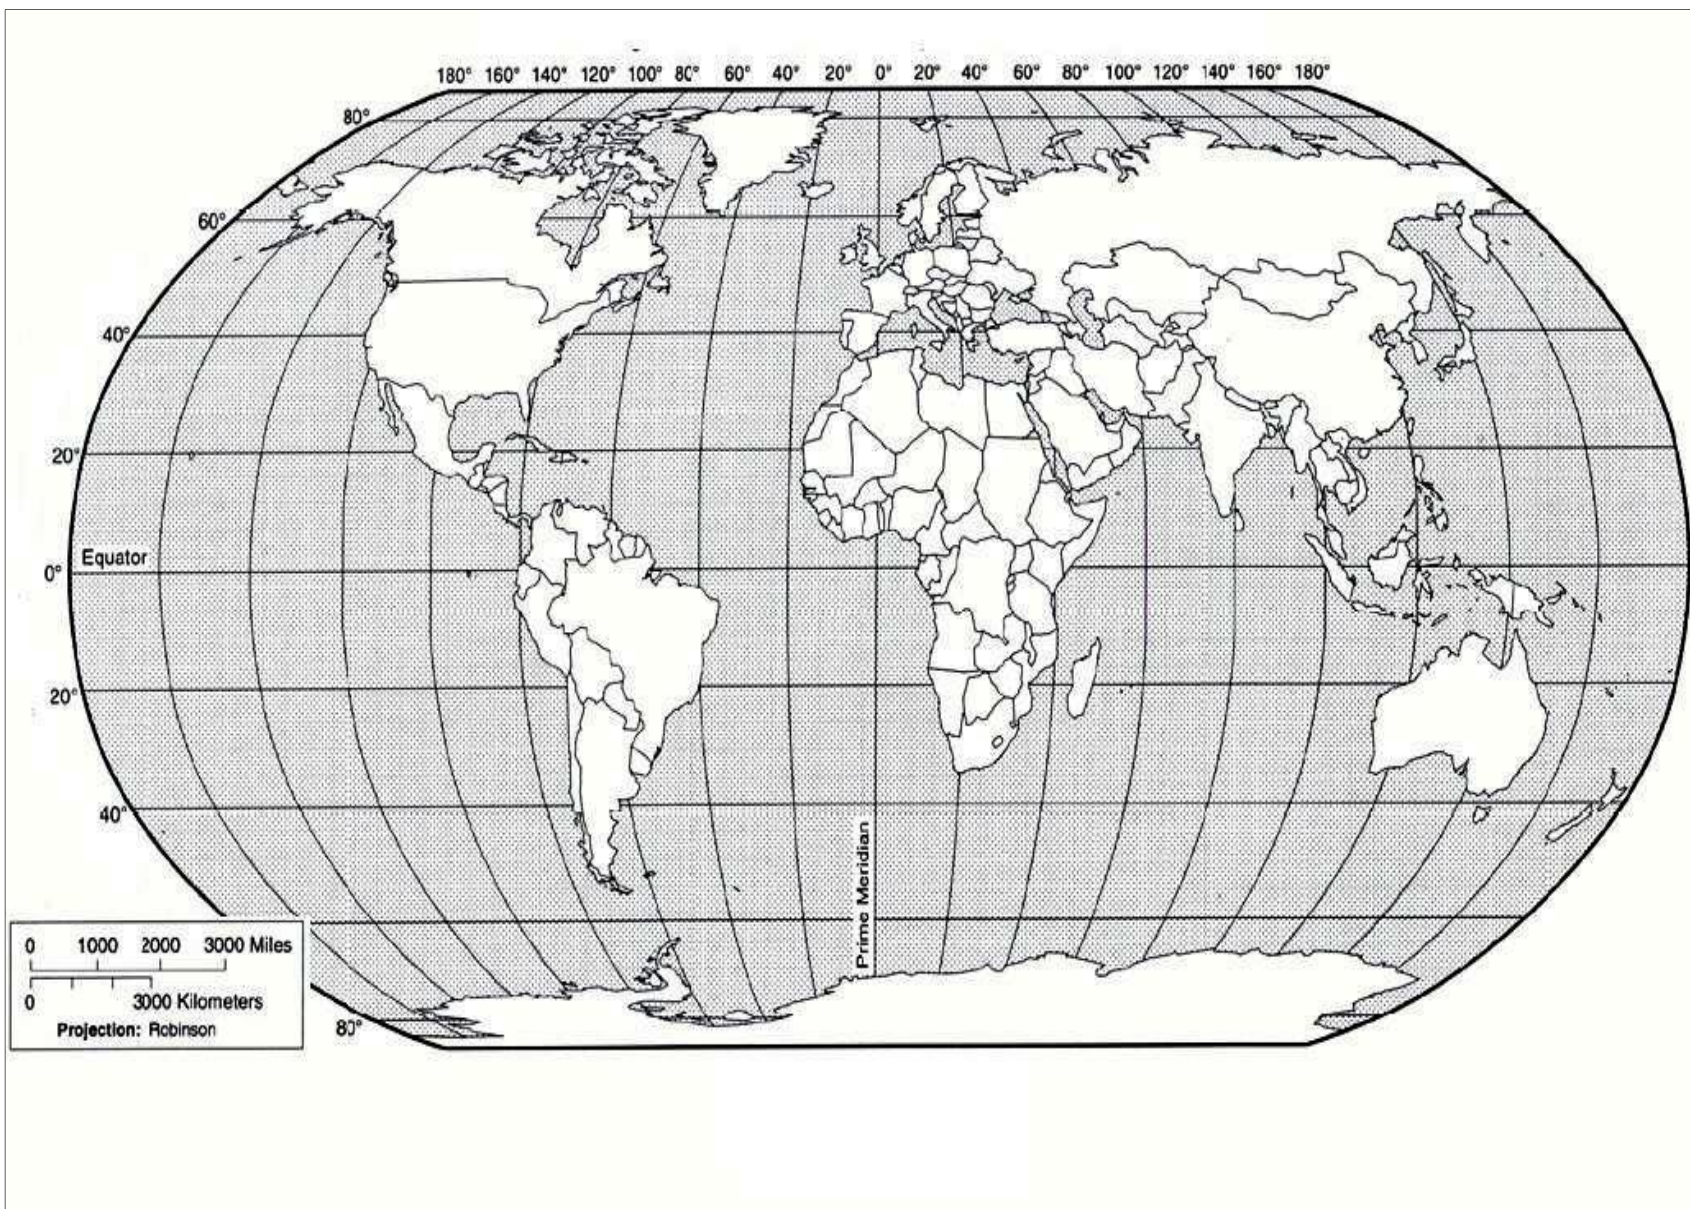 180° 160° 140° 120° 100° 80° 60° 40° 20° 0° 20° 40° 60° 80° 100° 120° 140° 160° 180°
80°
60°
40°
20°
Equator
0°
20°
40°
Prime Meridian
0 1000 2000 3000 Miles
0 3000 Kilometers
Projection: Robinson
80°